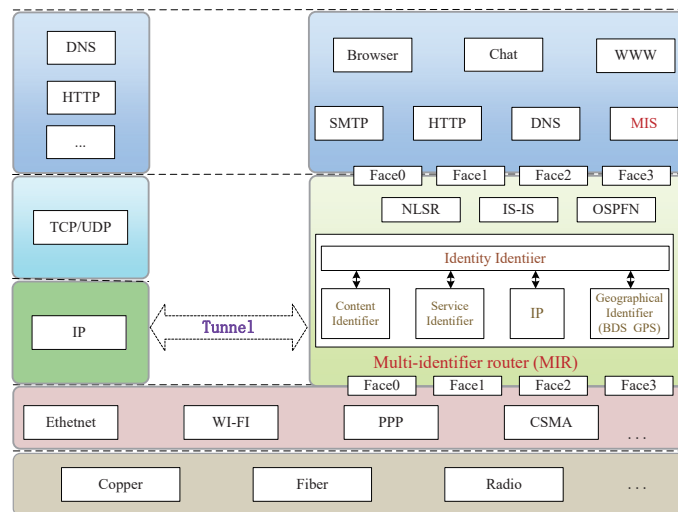 DNS
HTTP
...
Browser
Chat
WWW
SMTP
HTTP
DNS
MIS
Face0
Face1
Face2
Face3
TCP/UDP
NLSR
IS-IS
OSPFN
Identity Identiier
Content
Identifier
Service
Identifier
IP
Geographical
Identifier
(BDS GPS)
IP
Tunnel
Multi-identifier router (MIR)
Face0
Face1
Face2
Face3
Ethetnet
WI-FI
PPP
CSMA
...
Copper
Fiber
Radio
...